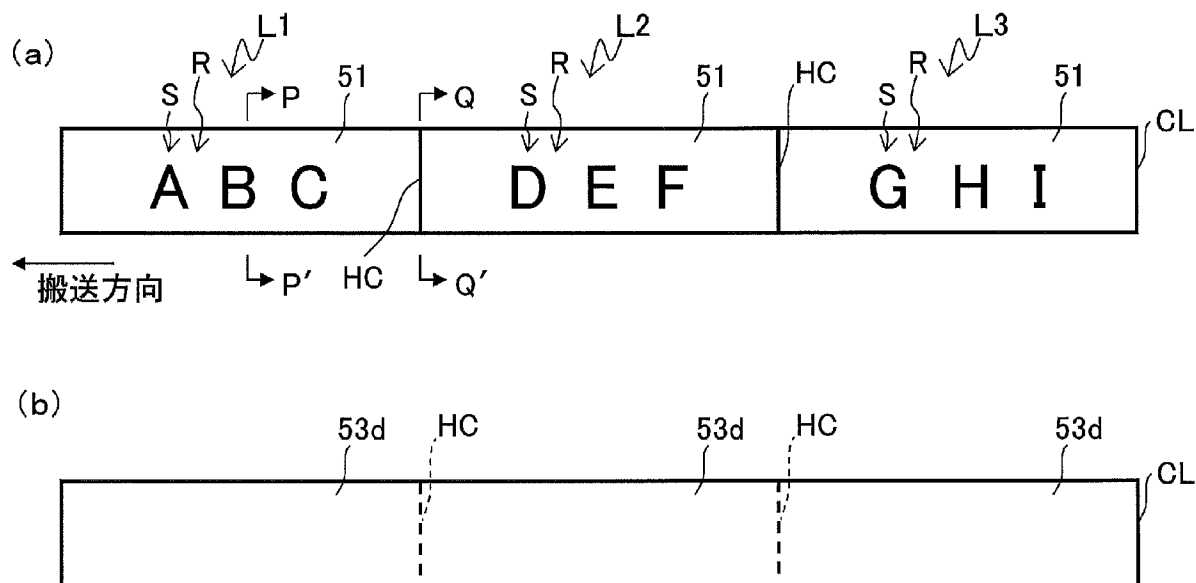 (a)
L1 L2 L3
S R P 51 Q S R 51 HC S R 51 CL
A B C D E F G H I
搬送方向 P′ HC Q′
(b)
53d HC 53d HC 53d CL